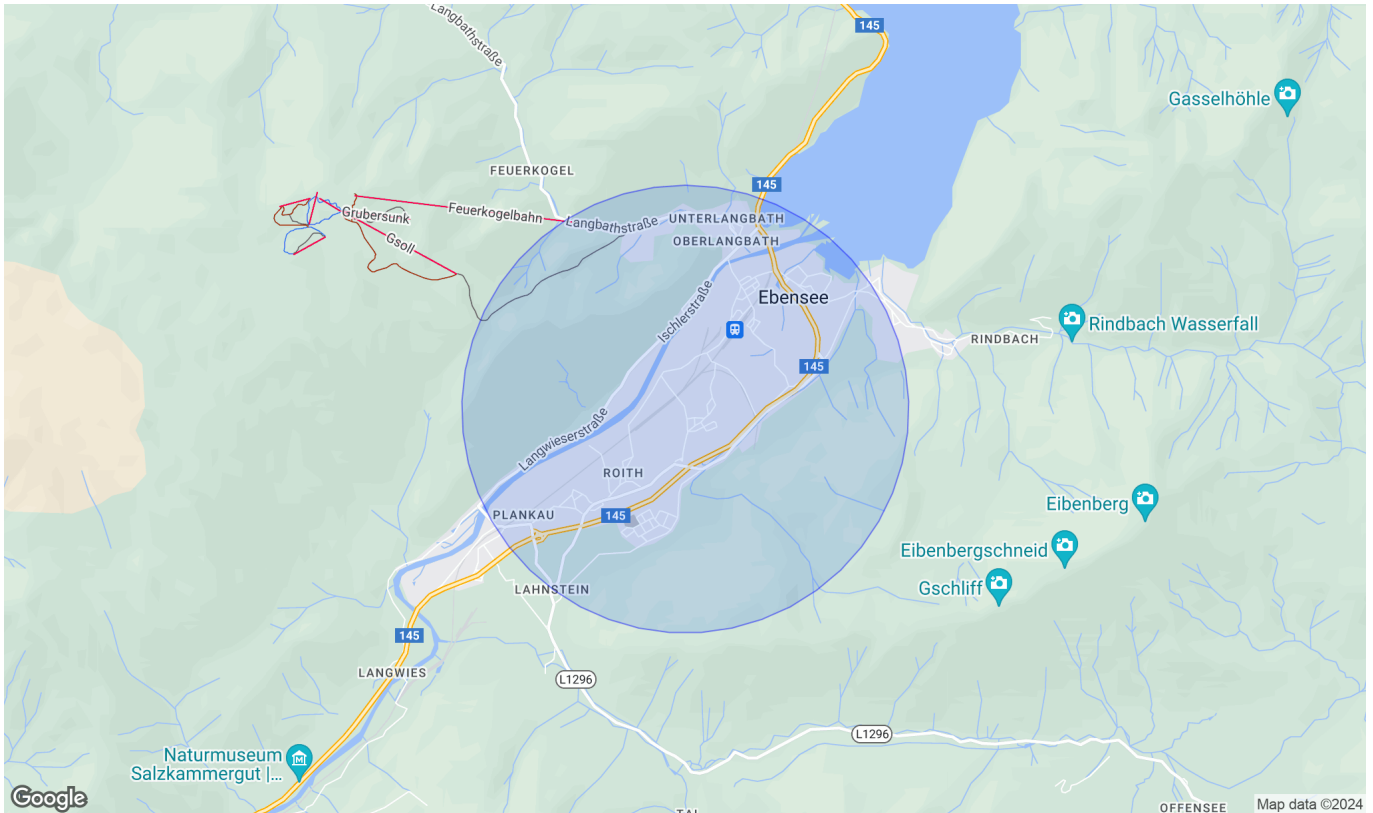 Langbathstraße
145
Gasselhöhle
FEUERKOGEL
145
Feuerkogelbahn
Grubersunk
Langbathstraße
UNTERLANGBATH
OBERLANGBATH
Gsoll
Ebensee
Ischlerstraße
Rindbach Wasserfall
RINDBACH
145
Langwieserstraße
ROITH
Eibenberg
PLANKAU
145
Eibenbergschneid
Gschliff
LAHNSTEIN
145
LANGWIES
L1296
L1296
Naturmuseum
Salzkammergut |...
Google
Map data ©2024
OFFENSEE